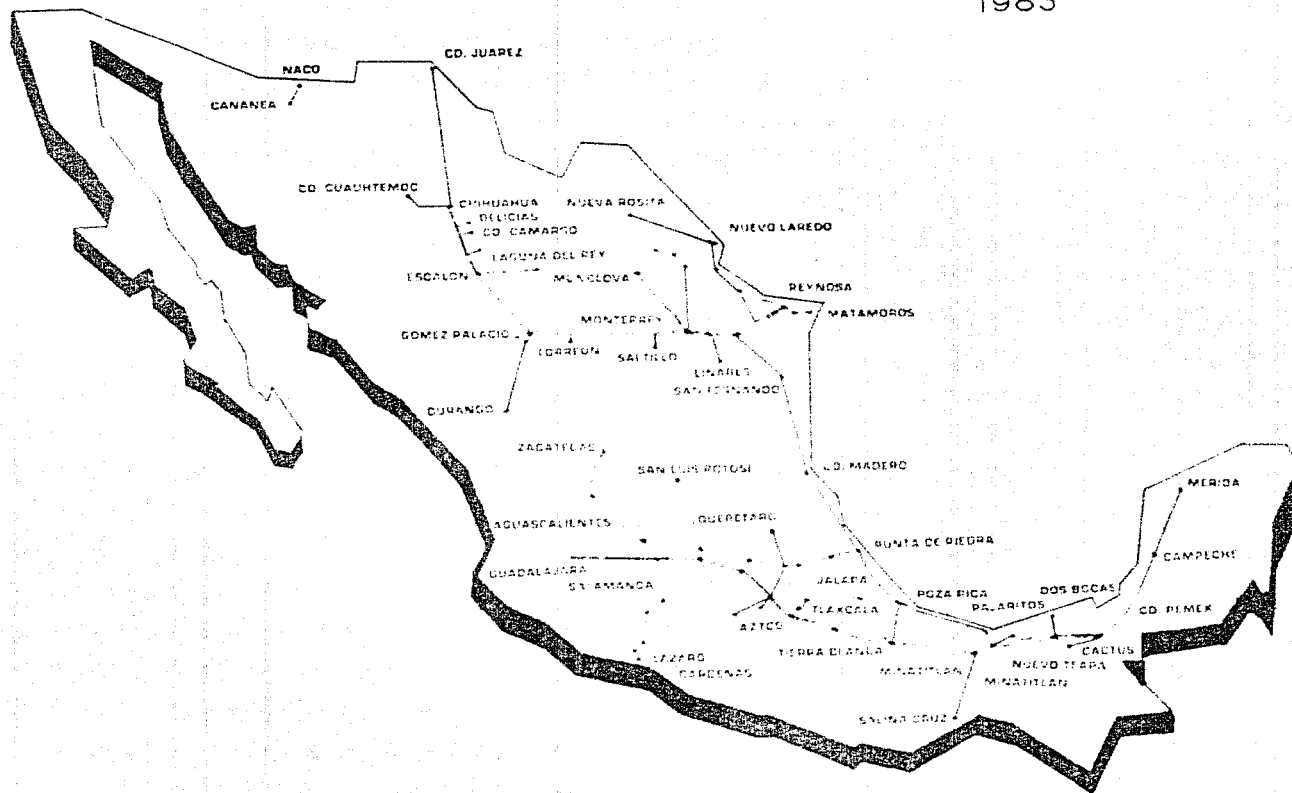 1983
CD. JUAREZ
NACO
CANANEA
CD. CUAUHTEMOC
CHIHUAHUA
DELICIAS
CD. CAMARGO
NUEVA ROSITA
NUEVO LAREDO
LAGUNA DEL REY
ESCALON
MONCLOVA
REYNOSA
MATAMOROS
MONTERREY
GOMEZ PALACIO
TORREON
SALTILLO
LINARES
SAN FERNANDO
DURANGO
ZACATECAS
SAN LUIS POTOSI
CD. MADERO
MERIDA
AGUASCALIENTES
QUERETARO
PUNTA DE PIEDRA
CAMPECHE
GUADALAJARA
SALAMANCA
JALAPA
POZA RICA
DOS BOCAS
PAJARITOS
CD. PEMEX
TLAXCALA
AZTCO
TIERRA BLANCA
CACTUS
LAZARO
CARDENAS
MINATITLAN
NUEVO TEAPA
MINATITLAN
SALINA CRUZ